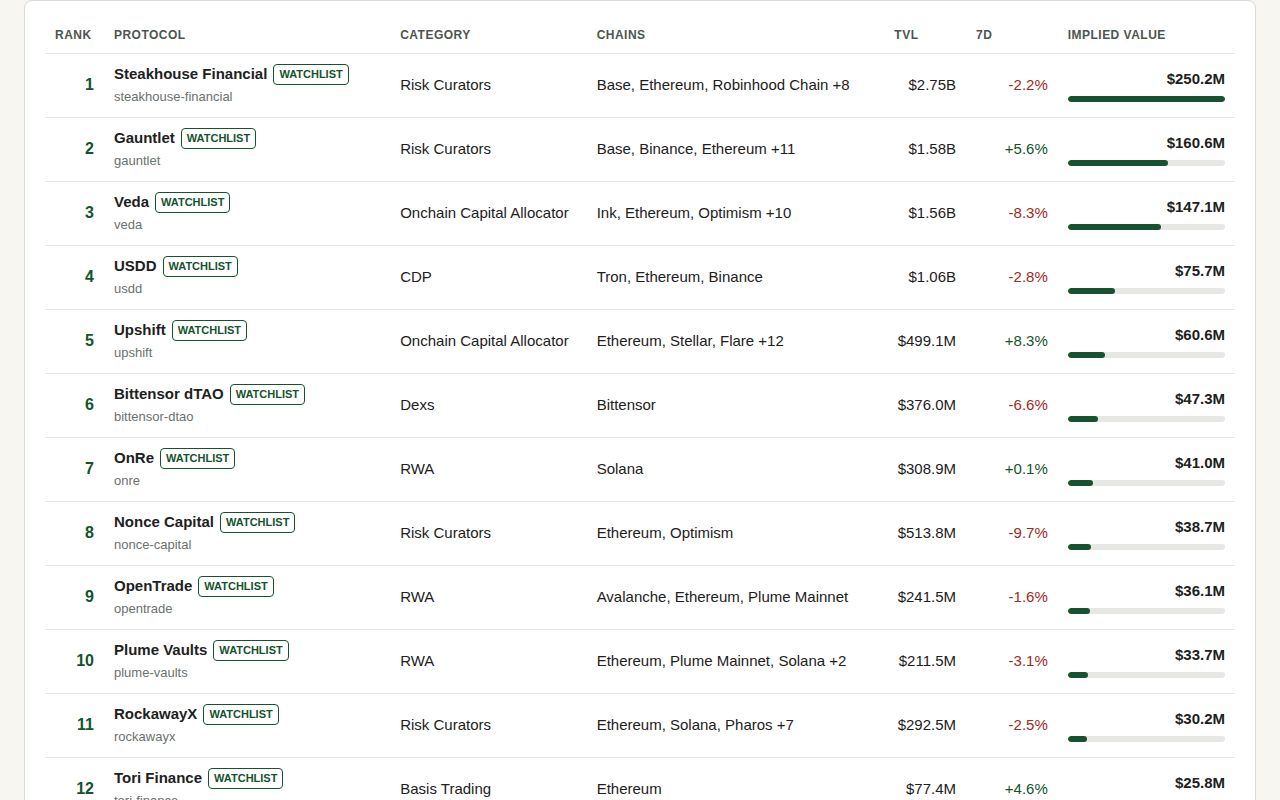 RANK PROTOCOL CATEGORY CHAINS TVL 7D IMPLIED VALUE
1 Steakhouse Financial WATCHLIST Risk Curators Base, Ethereum, Robinhood Chain +8 $2.75B -2.2% $250.2M
steakhouse-financial
2 Gauntlet WATCHLIST Risk Curators Base, Binance, Ethereum +11 $1.58B +5.6% $160.6M
gauntlet
3 Veda WATCHLIST Onchain Capital Allocator Ink, Ethereum, Optimism +10 $1.56B -8.3% $147.1M
veda
4 USDD WATCHLIST CDP Tron, Ethereum, Binance $1.06B -2.8% $75.7M
usdd
5 Upshift WATCHLIST Onchain Capital Allocator Ethereum, Stellar, Flare +12 $499.1M +8.3% $60.6M
upshift
6 Bittensor dTAO WATCHLIST Dexs Bittensor $376.0M -6.6% $47.3M
bittensor-dtao
7 OnRe WATCHLIST RWA Solana $308.9M +0.1% $41.0M
onre
8 Nonce Capital WATCHLIST Risk Curators Ethereum, Optimism $513.8M -9.7% $38.7M
nonce-capital
9 OpenTrade WATCHLIST RWA Avalanche, Ethereum, Plume Mainnet $241.5M -1.6% $36.1M
opentrade
10 Plume Vaults WATCHLIST RWA Ethereum, Plume Mainnet, Solana +2 $211.5M -3.1% $33.7M
plume-vaults
11 RockawayX WATCHLIST Risk Curators Ethereum, Solana, Pharos +7 $292.5M -2.5% $30.2M
rockawayx
12 Tori Finance WATCHLIST Basis Trading Ethereum $77.4M +4.6% $25.8M